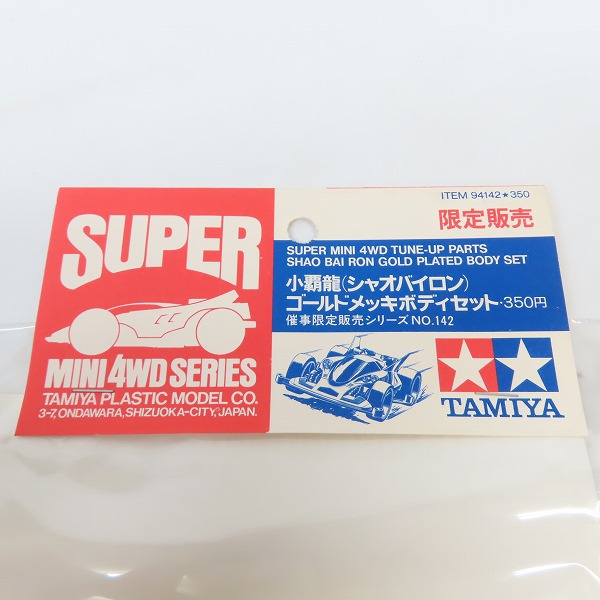 SUPER
MINI 4WD SERIES
TAMIYA PLASTIC MODEL CO.
3-7, ONDAWARA, SHIZUOKA-CITY, JAPAN.
ITEM 94142★350
限定販売
SUPER MINI 4WD TUNE-UP PARTS
SHAO BAI RON GOLD PLATED BODY SET
小覇龍(シャオバイロン)
ゴールドメッキボディセット・350円
催事限定販売シリーズ NO.142
TAMIYA